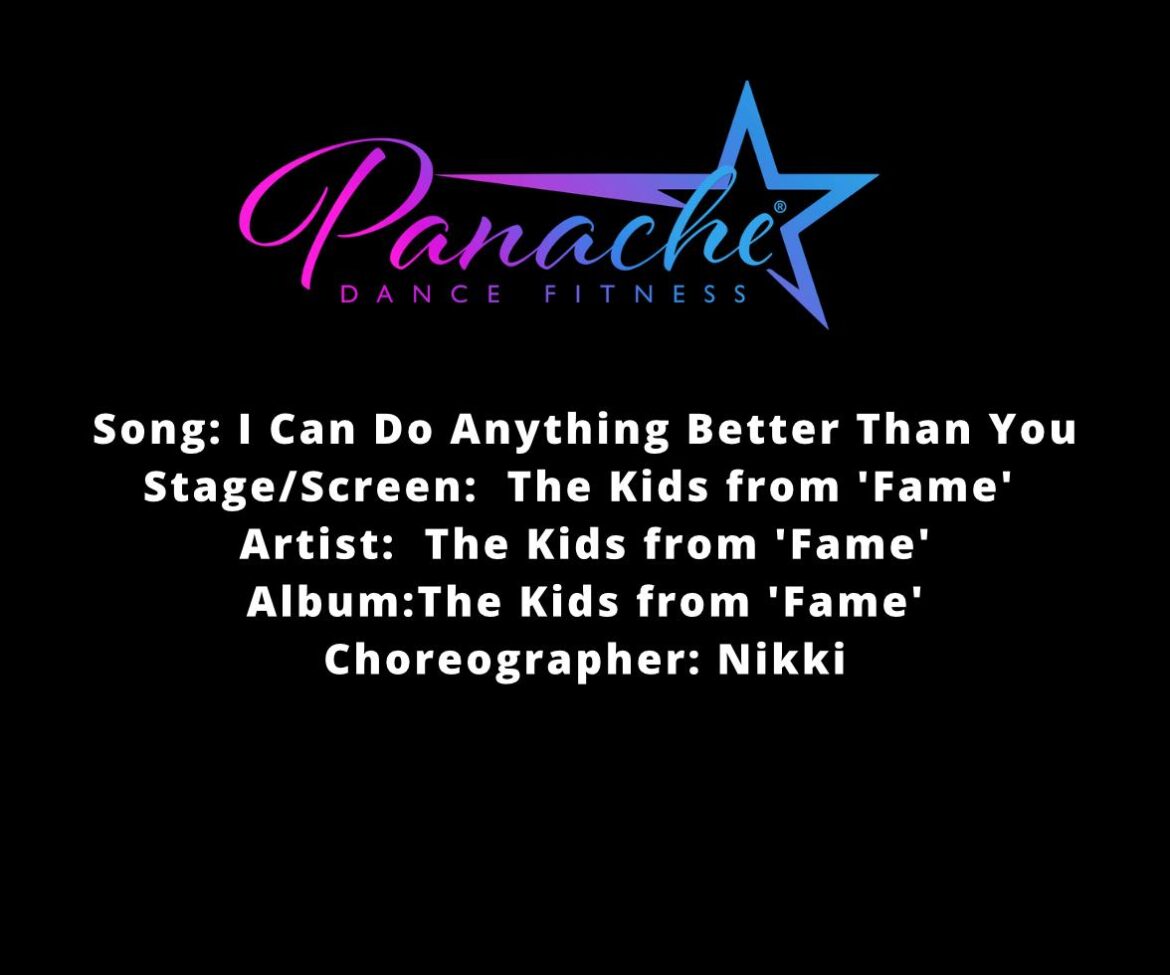 Panache®
DANCE FITNESS
Song: I Can Do Anything Better Than You
Stage/Screen:  The Kids from 'Fame'
Artist:  The Kids from 'Fame'
Album:The Kids from 'Fame'
Choreographer: Nikki